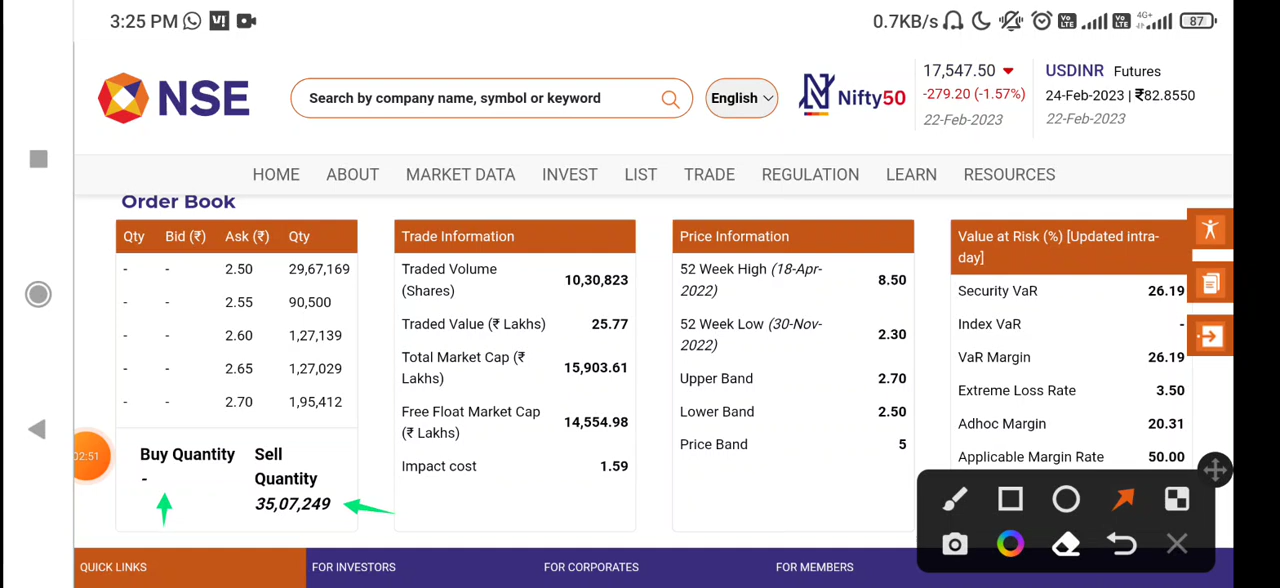 3:25 PM
0.7KB/s 4G+ 87
NSE
Search by company name, symbol or keyword
English
Nifty50
17,547.50
-279.20 (-1.57%)
22-Feb-2023
USDINR Futures
24-Feb-2023 | ₹82.8550
22-Feb-2023
HOME ABOUT MARKET DATA INVEST LIST TRADE REGULATION LEARN RESOURCES
Order Book
Qty Bid (₹) Ask (₹) Qty
- - 2.50 29,67,169
- - 2.55 90,500
- - 2.60 1,27,139
- - 2.65 1,27,029
- - 2.70 1,95,412
Buy Quantity
-
Sell
Quantity
35,07,249
02:51
Trade Information
Traded Volume
(Shares) 10,30,823
Traded Value (₹ Lakhs) 25.77
Total Market Cap (₹
Lakhs) 15,903.61
Free Float Market Cap
(₹ Lakhs) 14,554.98
Impact cost 1.59
Price Information
52 Week High (18-Apr-
2022) 8.50
52 Week Low (30-Nov-
2022) 2.30
Upper Band 2.70
Lower Band 2.50
Price Band 5
Value at Risk (%) [Updated intra-
day]
Security VaR 26.19
Index VaR -
VaR Margin 26.19
Extreme Loss Rate 3.50
Adhoc Margin 20.31
Applicable Margin Rate 50.00
QUICK LINKS FOR INVESTORS FOR CORPORATES FOR MEMBERS